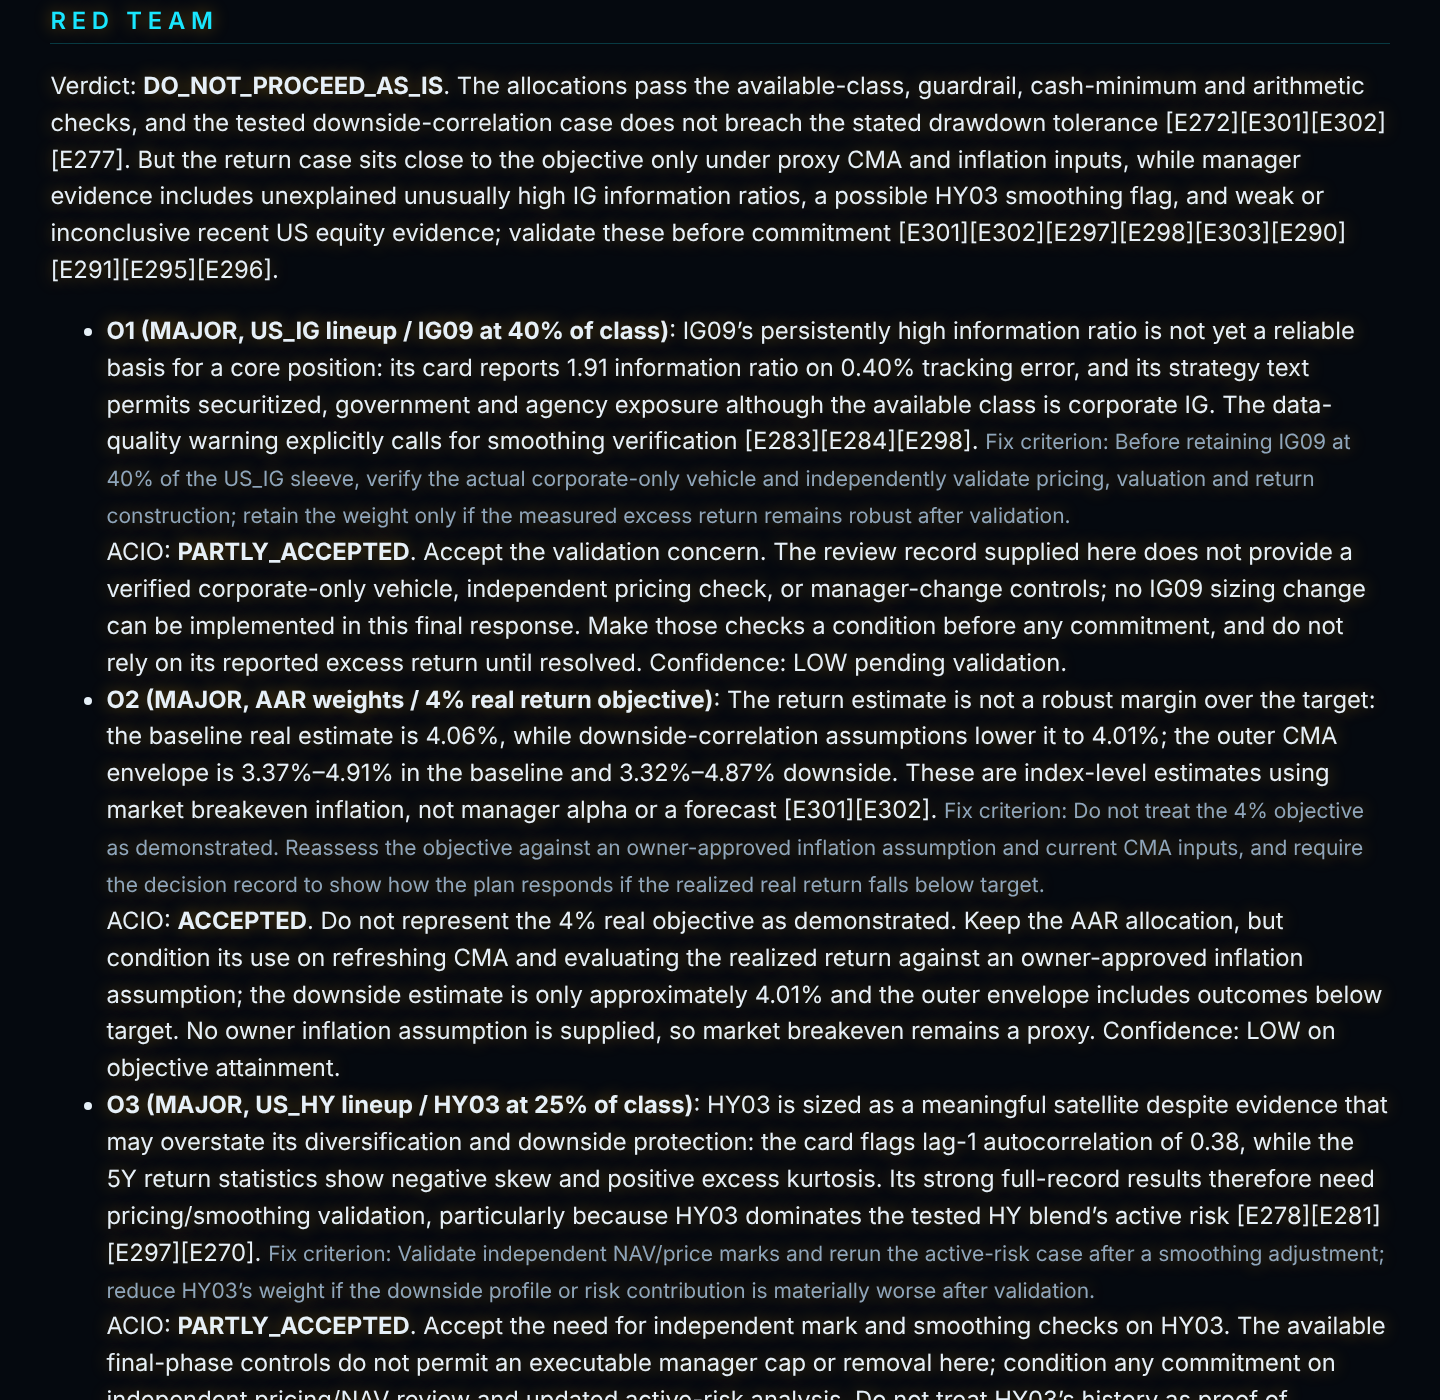 RED TEAM
Verdict: DO_NOT_PROCEED_AS_IS. The allocations pass the available-class, guardrail, cash-minimum and arithmetic
checks, and the tested downside-correlation case does not breach the stated drawdown tolerance [E272][E301][E302]
[E277]. But the return case sits close to the objective only under proxy CMA and inflation inputs, while manager
evidence includes unexplained unusually high IG information ratios, a possible HY03 smoothing flag, and weak or
inconclusive recent US equity evidence; validate these before commitment [E301][E302][E297][E298][E303][E290]
[E291][E295][E296].
• O1 (MAJOR, US_IG lineup / IG09 at 40% of class): IG09’s persistently high information ratio is not yet a reliable
basis for a core position: its card reports 1.91 information ratio on 0.40% tracking error, and its strategy text
permits securitized, government and agency exposure although the available class is corporate IG. The data-
quality warning explicitly calls for smoothing verification [E283][E284][E298]. Fix criterion: Before retaining IG09 at
40% of the US_IG sleeve, verify the actual corporate-only vehicle and independently validate pricing, valuation and return
construction; retain the weight only if the measured excess return remains robust after validation.
ACIO: PARTLY_ACCEPTED. Accept the validation concern. The review record supplied here does not provide a
verified corporate-only vehicle, independent pricing check, or manager-change controls; no IG09 sizing change
can be implemented in this final response. Make those checks a condition before any commitment, and do not
rely on its reported excess return until resolved. Confidence: LOW pending validation.
• O2 (MAJOR, AAR weights / 4% real return objective): The return estimate is not a robust margin over the target:
the baseline real estimate is 4.06%, while downside-correlation assumptions lower it to 4.01%; the outer CMA
envelope is 3.37%–4.91% in the baseline and 3.32%–4.87% downside. These are index-level estimates using
market breakeven inflation, not manager alpha or a forecast [E301][E302]. Fix criterion: Do not treat the 4% objective
as demonstrated. Reassess the objective against an owner-approved inflation assumption and current CMA inputs, and require
the decision record to show how the plan responds if the realized real return falls below target.
ACIO: ACCEPTED. Do not represent the 4% real objective as demonstrated. Keep the AAR allocation, but
condition its use on refreshing CMA and evaluating the realized return against an owner-approved inflation
assumption; the downside estimate is only approximately 4.01% and the outer envelope includes outcomes below
target. No owner inflation assumption is supplied, so market breakeven remains a proxy. Confidence: LOW on
objective attainment.
• O3 (MAJOR, US_HY lineup / HY03 at 25% of class): HY03 is sized as a meaningful satellite despite evidence that
may overstate its diversification and downside protection: the card flags lag-1 autocorrelation of 0.38, while the
5Y return statistics show negative skew and positive excess kurtosis. Its strong full-record results therefore need
pricing/smoothing validation, particularly because HY03 dominates the tested HY blend’s active risk [E278][E281]
[E297][E270]. Fix criterion: Validate independent NAV/price marks and rerun the active-risk case after a smoothing adjustment;
reduce HY03’s weight if the downside profile or risk contribution is materially worse after validation.
ACIO: PARTLY_ACCEPTED. Accept the need for independent mark and smoothing checks on HY03. The available
final-phase controls do not permit an executable manager cap or removal here; condition any commitment on
independent pricing/NAV review and updated active-risk analysis. Do not treat HY03’s history as proof of